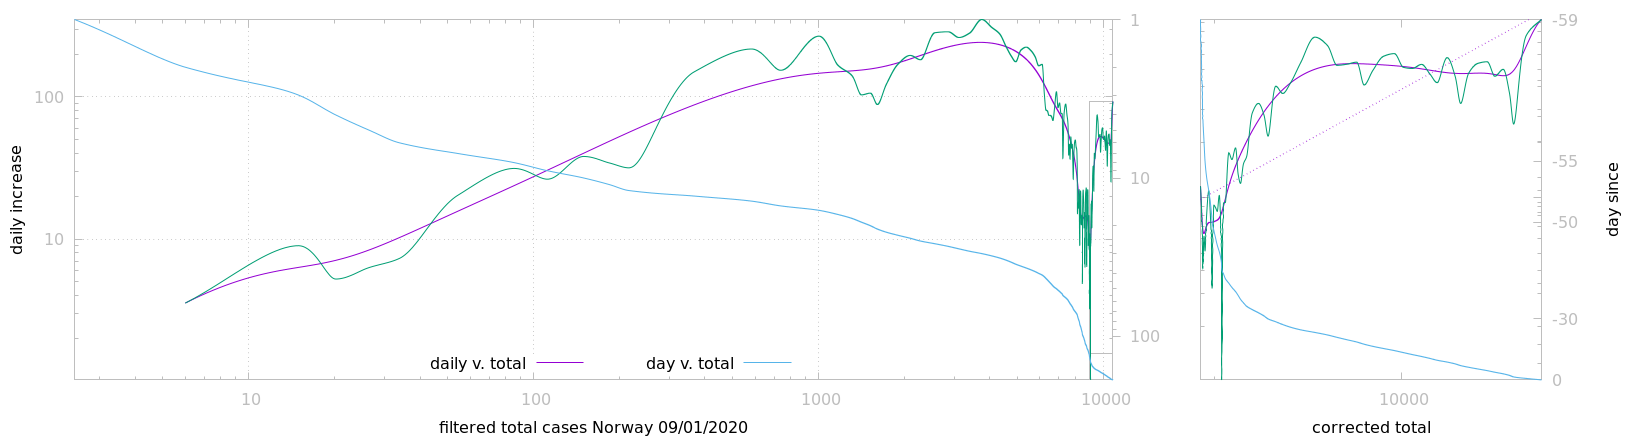 daily increase
100
10
daily v. total
day v. total
10
100
1000
10000
filtered total cases Norway 09/01/2020
1
10
100
-59
-55
-50
-30
0
day since
10000
corrected total